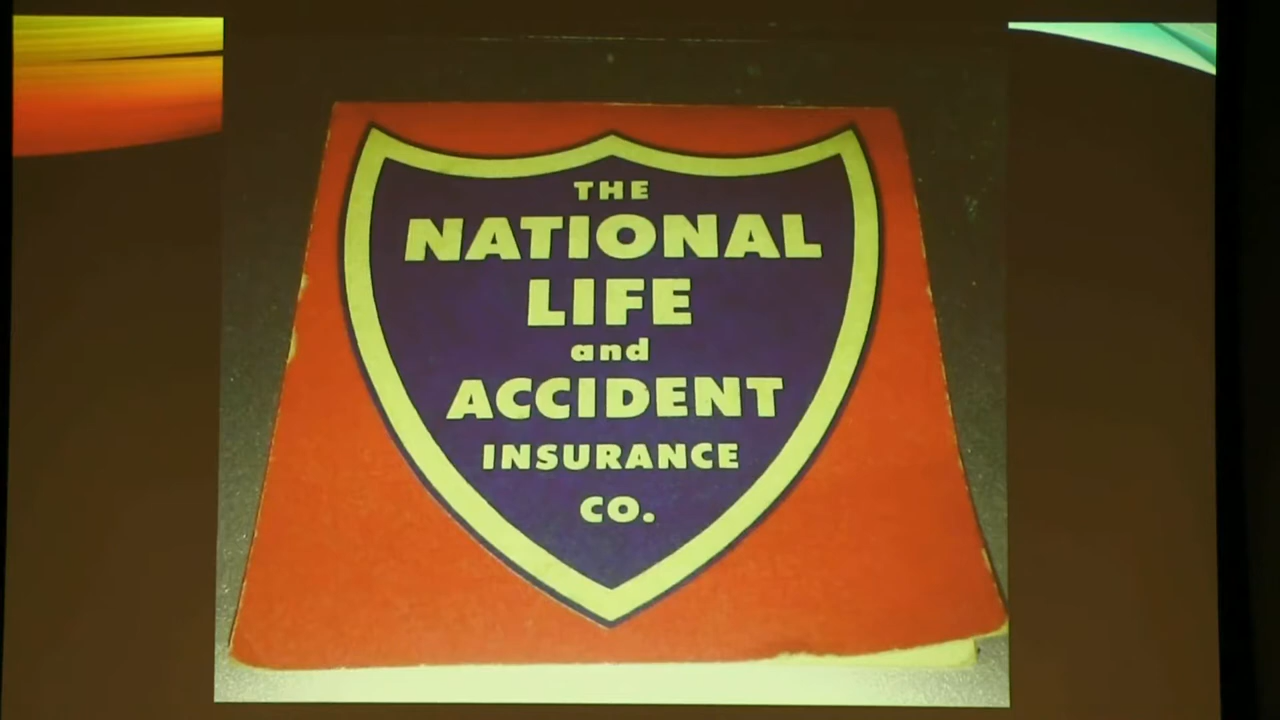 THE
NATIONAL
LIFE
and
ACCIDENT
INSURANCE
CO.